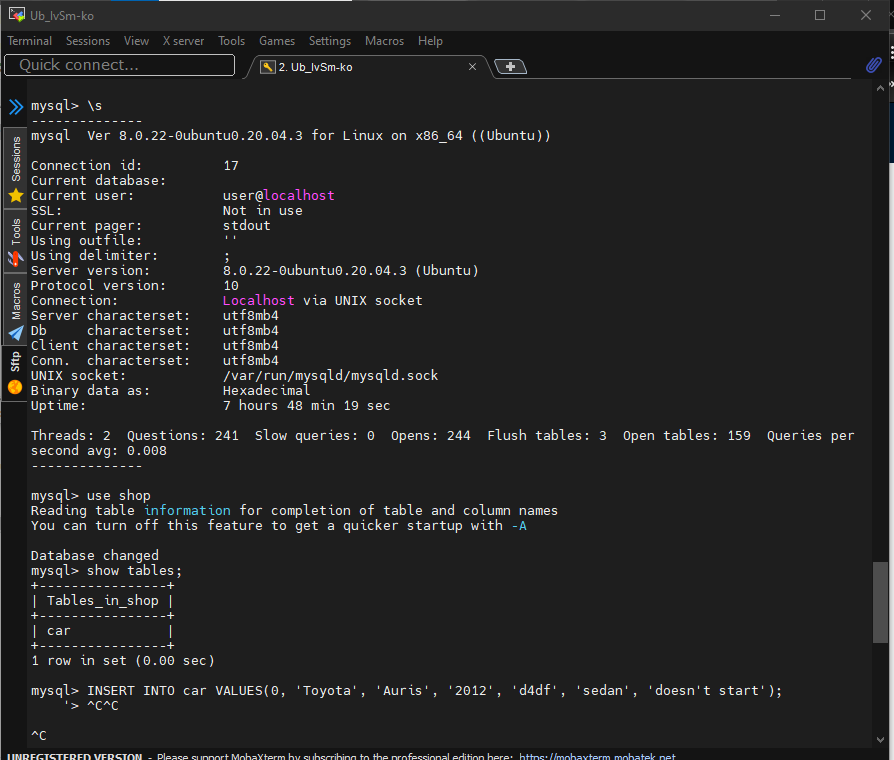 Ub_lvSm-ko
Terminal Sessions View X server Tools Games Settings Macros Help
Quick connect...
2. Ub_lvSm-ko
Sessions
Tools
Macros
Sftp
mysql> \s
--------------
mysql  Ver 8.0.22-0ubuntu0.20.04.3 for Linux on x86_64 ((Ubuntu))
Connection id:          17
Current database:
Current user:           user@localhost
SSL:                    Not in use
Current pager:          stdout
Using outfile:          ''
Using delimiter:        ;
Server version:         8.0.22-0ubuntu0.20.04.3 (Ubuntu)
Protocol version:       10
Connection:             Localhost via UNIX socket
Server characterset:    utf8mb4
Db     characterset:    utf8mb4
Client characterset:    utf8mb4
Conn.  characterset:    utf8mb4
UNIX socket:            /var/run/mysqld/mysqld.sock
Binary data as:         Hexadecimal
Uptime:                 7 hours 48 min 19 sec
Threads: 2  Questions: 241  Slow queries: 0  Opens: 244  Flush tables: 3  Open tables: 159  Queries per
second avg: 0.008
--------------
mysql> use shop
Reading table information for completion of table and column names
You can turn off this feature to get a quicker startup with -A
Database changed
mysql> show tables;
+----------------+
| Tables_in_shop |
+----------------+
| car            |
+----------------+
1 row in set (0.00 sec)
mysql> INSERT INTO car VALUES(0, 'Toyota', 'Auris', '2012', 'd4df', 'sedan', 'doesn't start');
    '> ^C^C
^C
UNREGISTERED VERSION - Please support MobaXterm by subscribing to the professional edition here: https://mobaxterm.mobatek.net